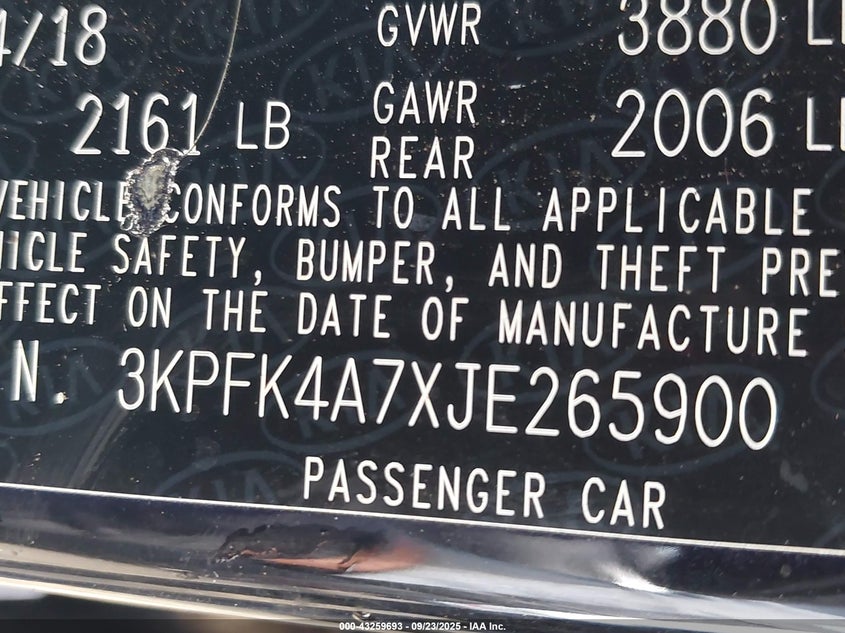 4/18 GVWR 3880 L
2161 LB GAWR REAR 2006 L
VEHICLE CONFORMS TO ALL APPLICABLE
HICLE SAFETY, BUMPER, AND THEFT PRE
FFECT ON THE DATE OF MANUFACTURE
N. 3KPFK4A7XJE265900
PASSENGER CAR
000-43259693 - 09/23/2025 - IAA Inc.